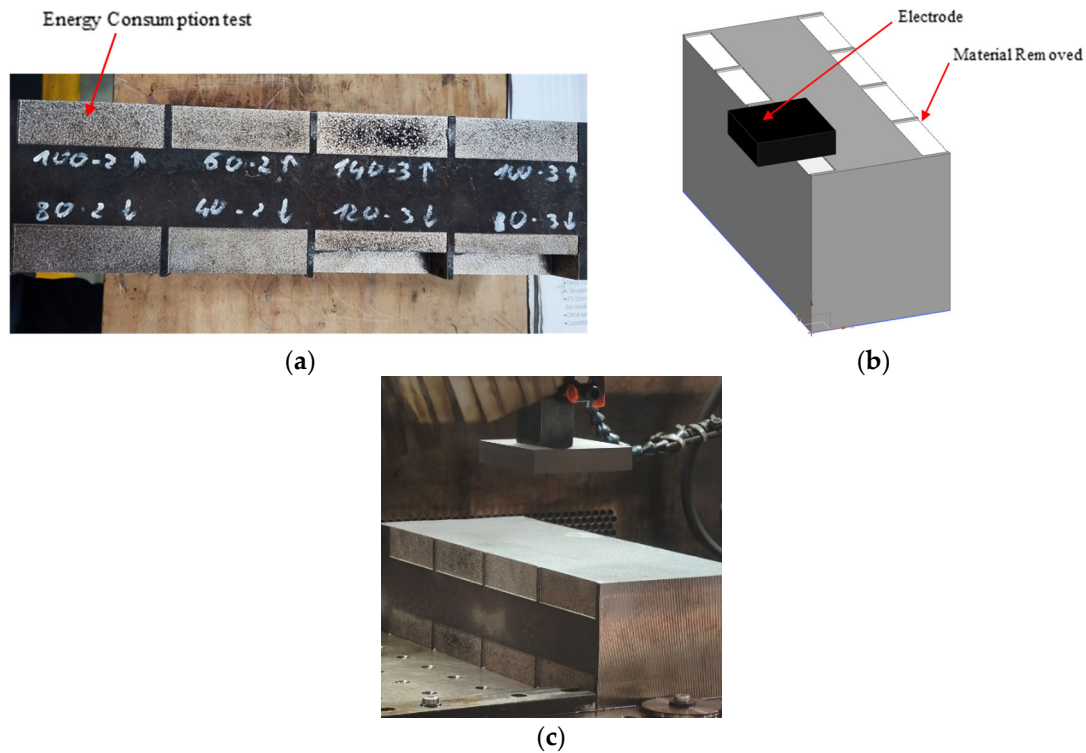 Energy Consumption test
Electrode
Material Removed
100-2↑ 60-2↑ 140-3↑ 100-3↑
80-2↓ 40-2↓ 120-3↓ 80-3↓
(a)
(b)
(c)